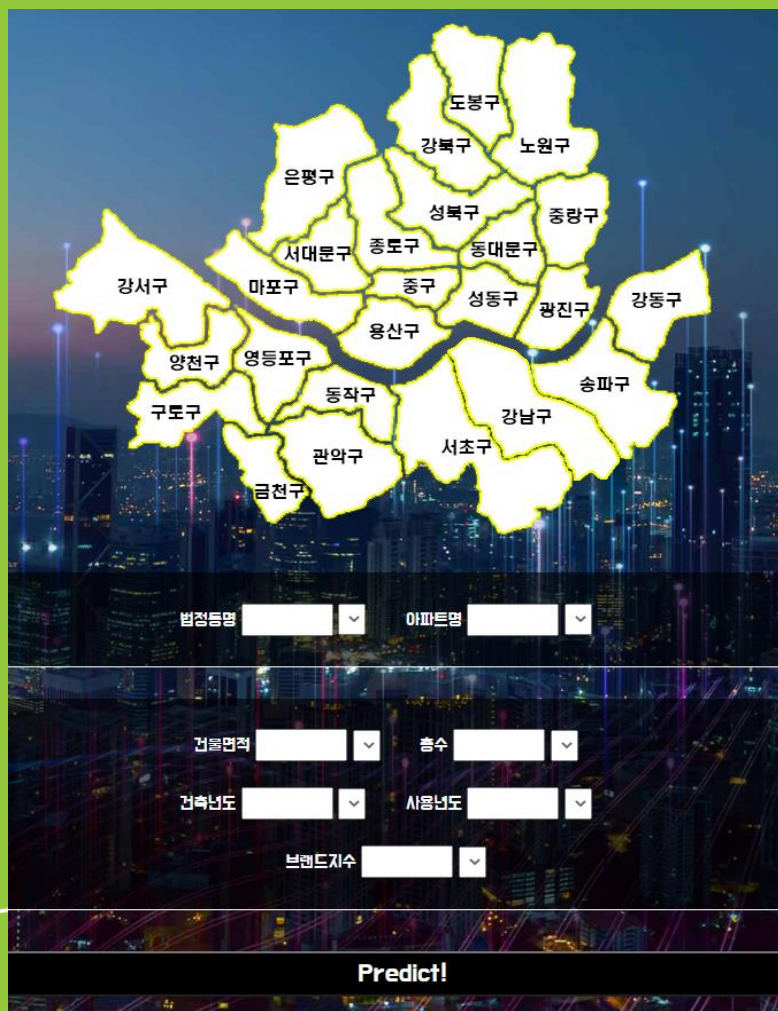 도봉구
강북구
노원구
은평구
성북구
중랑구
서대문구
종로구
동대문구
강서구
마포구
중구
성동구
광진구
강동구
용산구
양천구
영등포구
동작구
송파구
구토구
강남구
서초구
관악구
금천구
법정동명 아파트명
건물면적 층수
건축년도 사용년도
브랜드지수
Predict!